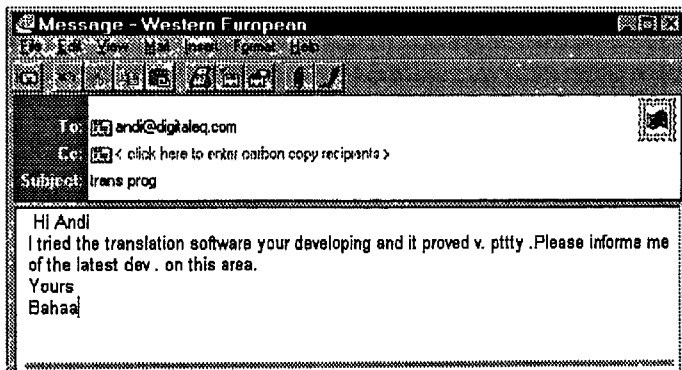 Message - Western European
File Edit View Mail Insert Format Help
To: andi@digitaleq.com
Cc: < click here to enter carbon copy recipients >
Subject: trans prog
Hi Andi
I tried the translation software your developing and it proved v. pttty .Please informe me
of the latest dev . on this area.
Yours
Bahaa